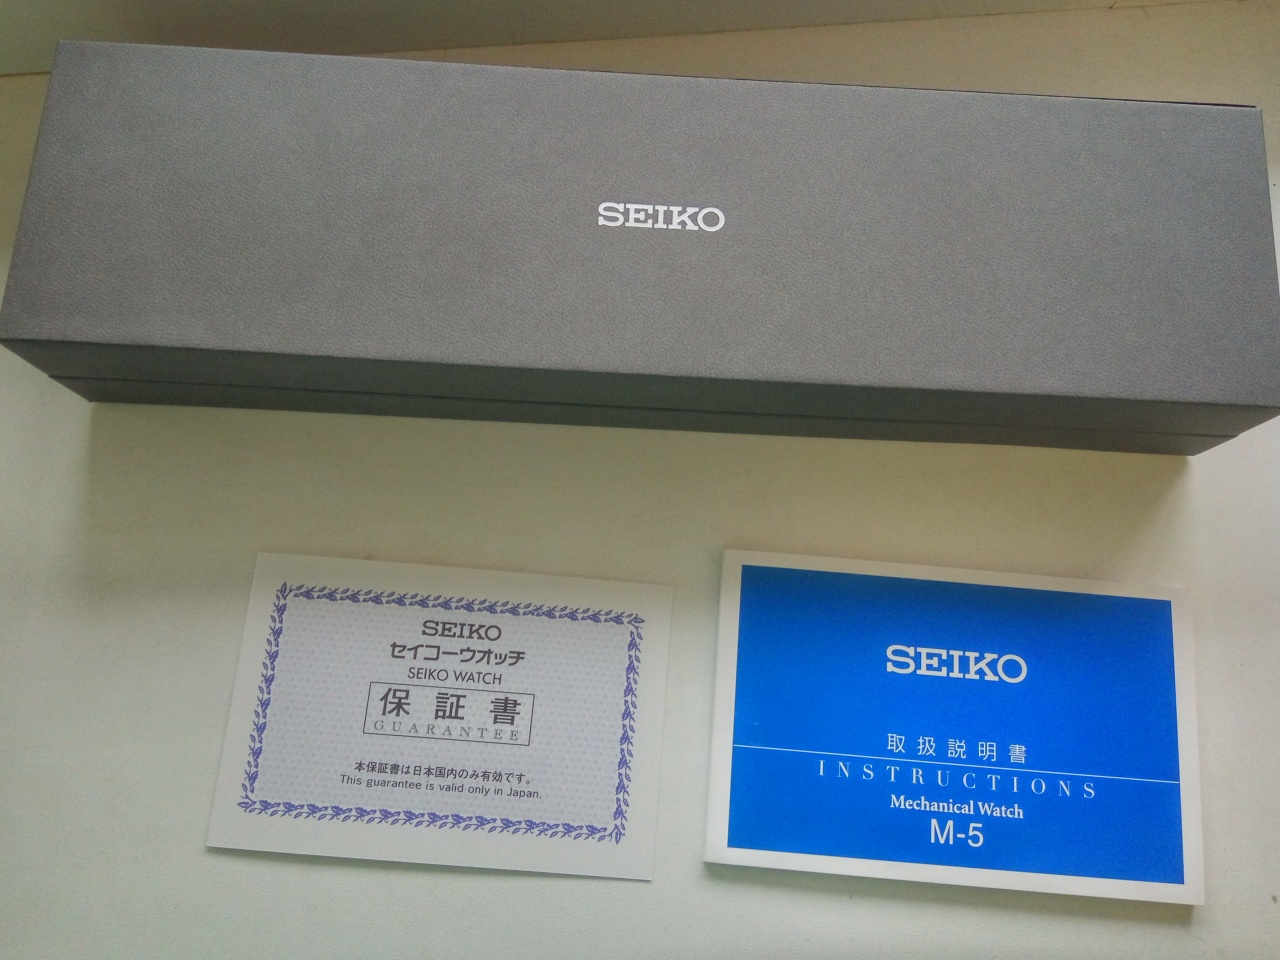 SEIKO
SEIKO
セイコーウオッチ
SEIKO WATCH
保証書
GUARANTEE
本保証書は日本国内のみ有効です。
This guarantee is valid only in Japan.
SEIKO
取扱説明書
INSTRUCTIONS
Mechanical Watch
M-5